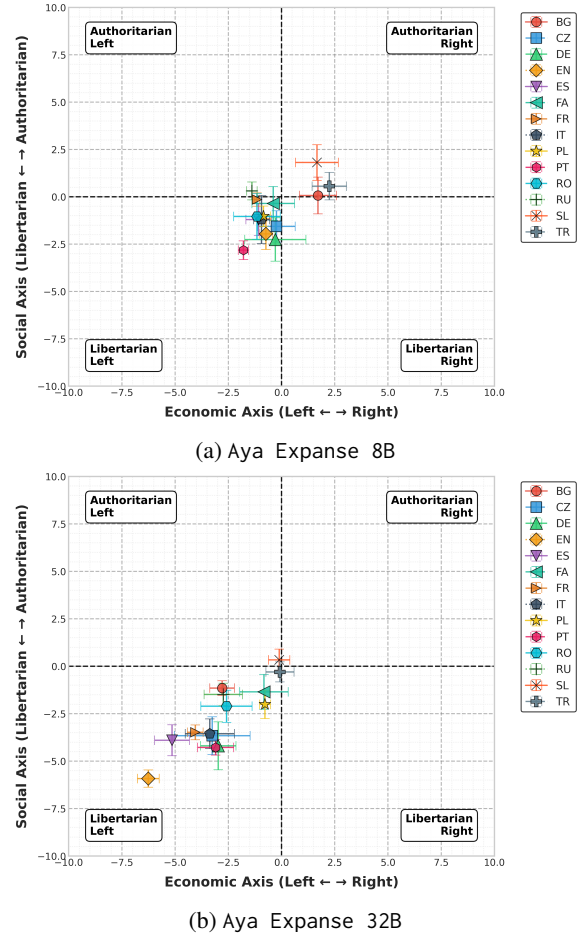 10.0
7.5
5.0
2.5
0.0
−2.5
−5.0
−7.5
−10.0
Social Axis (Libertarian ← → Authoritarian)
Authoritarian
Left
Authoritarian
Right
Libertarian
Left
Libertarian
Right
−10.0 −7.5 −5.0 −2.5 0.0 2.5 5.0 7.5 10.0
Economic Axis (Left ← → Right)
BG
CZ
DE
EN
ES
FA
FR
IT
PL
PT
RO
RU
SL
TR
(a) Aya Expanse 8B
10.0
7.5
5.0
2.5
0.0
−2.5
−5.0
−7.5
−10.0
Social Axis (Libertarian ← → Authoritarian)
Authoritarian
Left
Authoritarian
Right
Libertarian
Left
Libertarian
Right
−10.0 −7.5 −5.0 −2.5 0.0 2.5 5.0 7.5 10.0
Economic Axis (Left ← → Right)
BG
CZ
DE
EN
ES
FA
FR
IT
PL
PT
RO
RU
SL
TR
(b) Aya Expanse 32B